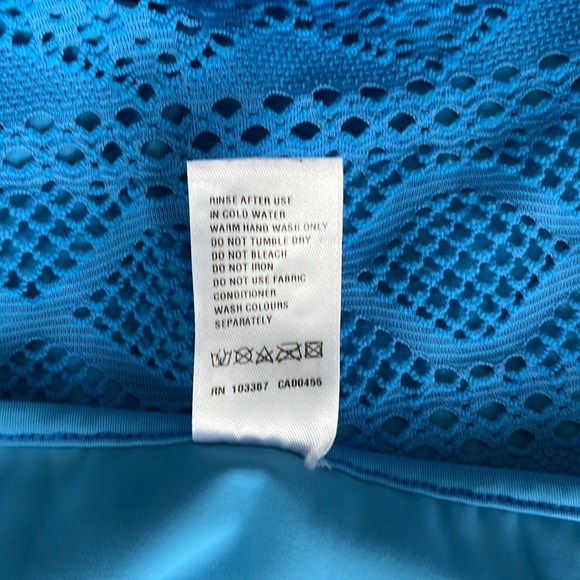 RINSE AFTER USE
IN COLD WATER
WARM HAND WASH ONLY
DO NOT TUMBLE DRY
DO NOT BLEACH
DO NOT IRON
DO NOT USE FABRIC
CONDITIONER
WASH COLOURS
SEPARATELY
RN 103367 CA00455